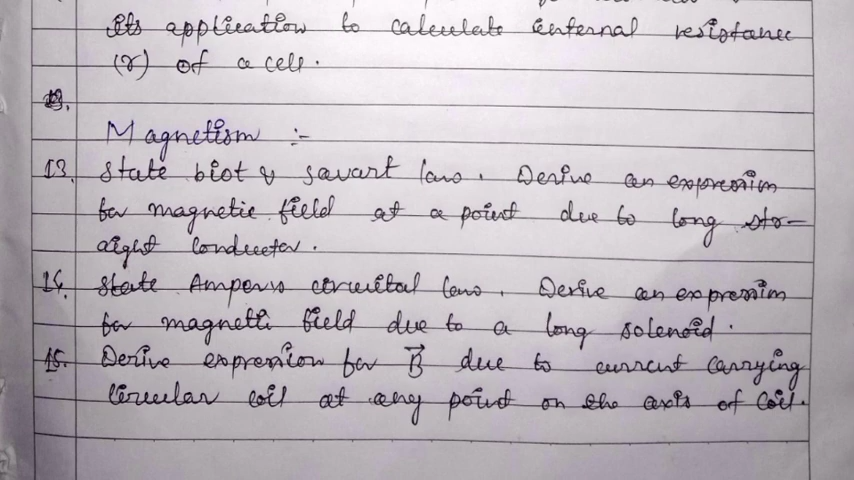 its application to calculate internal resistance
(r) of a cell.
Magnetism :-
13. State biot & savart law. Derive an expression
for magnetic field at a point due to long str-
aight conductor.
14. State Ampers circuital law. Derive an expression
for magnetic field due to a long solenoid.
15. Derive expression for B⃗ due to current carrying
circular coil at any point on the axis of coil.